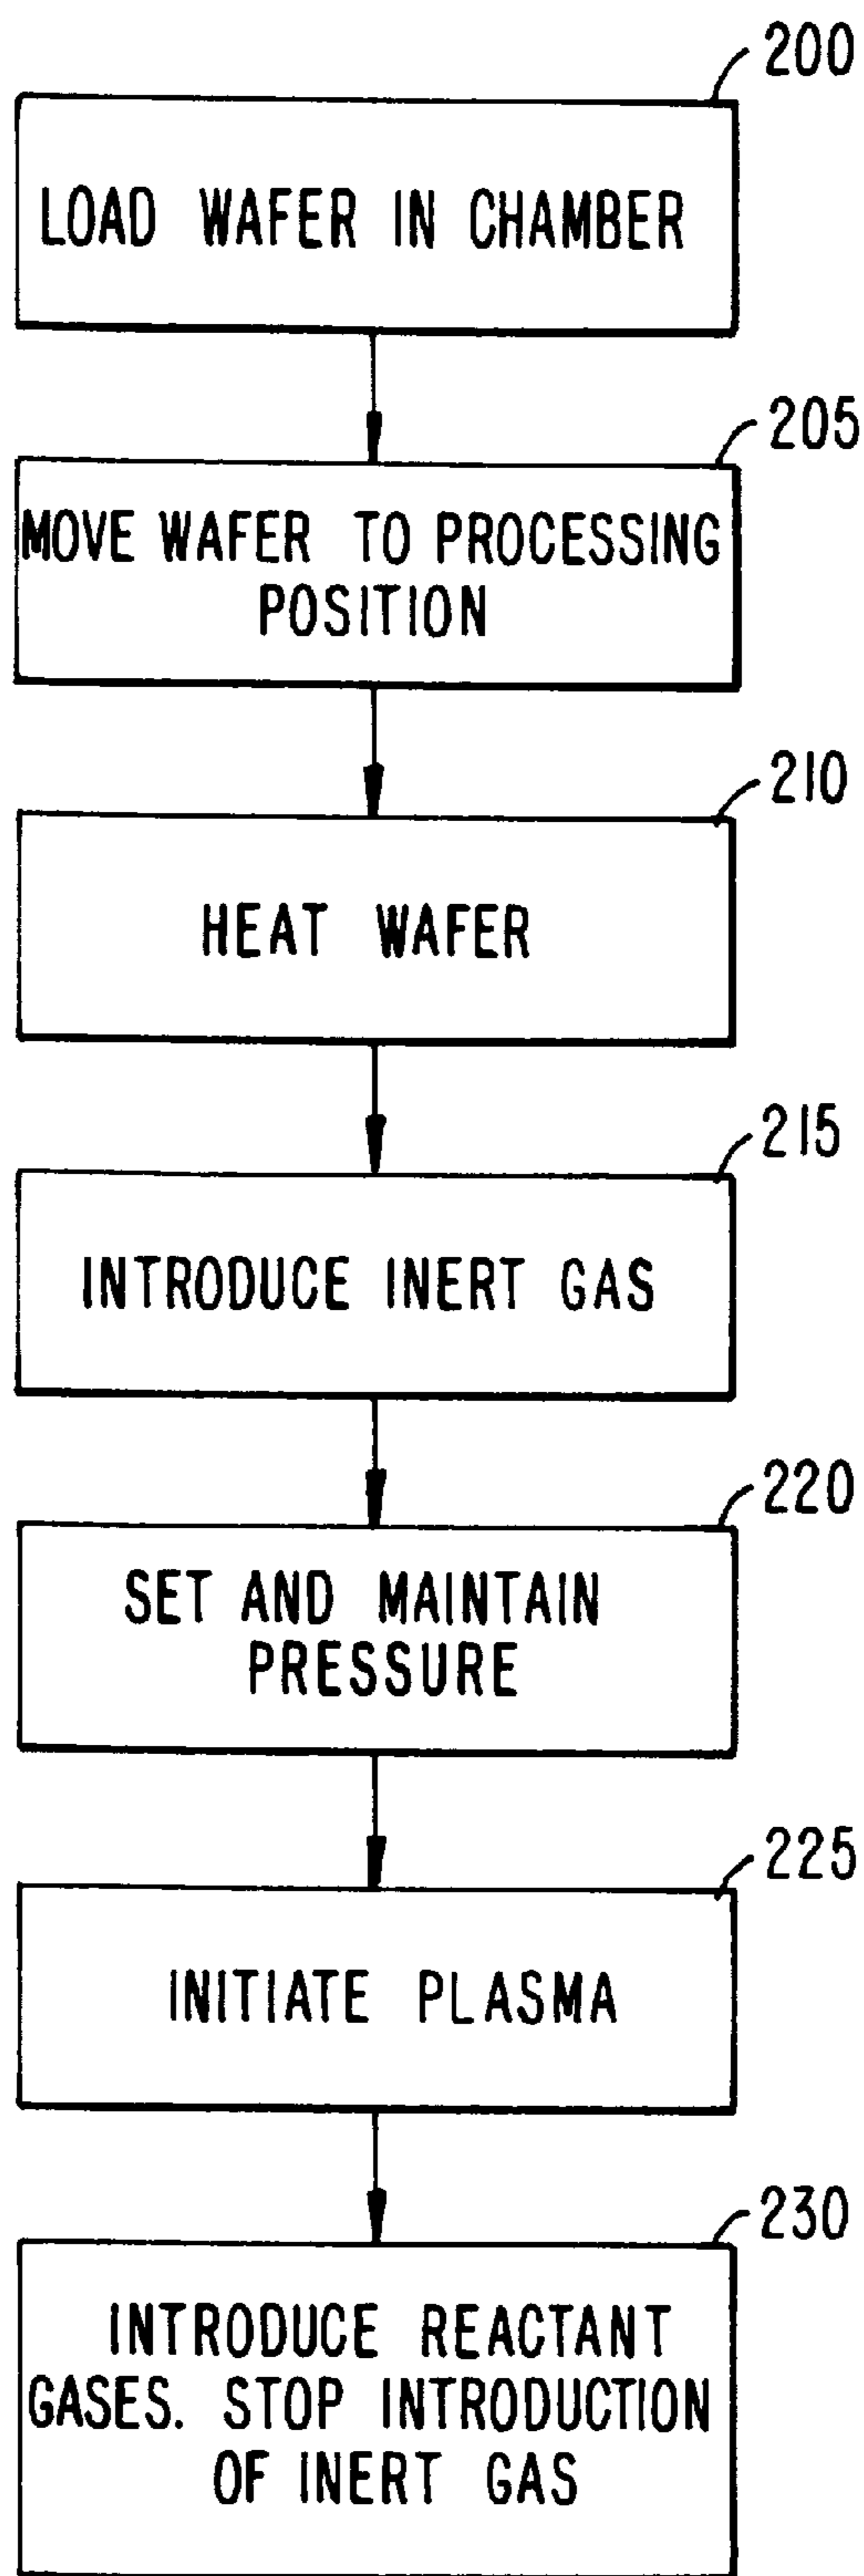 200
LOAD WAFER IN CHAMBER
205
MOVE WAFER TO PROCESSING
POSITION
210
HEAT WAFER
215
INTRODUCE INERT GAS
220
SET AND MAINTAIN
PRESSURE
225
INITIATE PLASMA
230
INTRODUCE REACTANT
GASES. STOP INTRODUCTION
OF INERT GAS